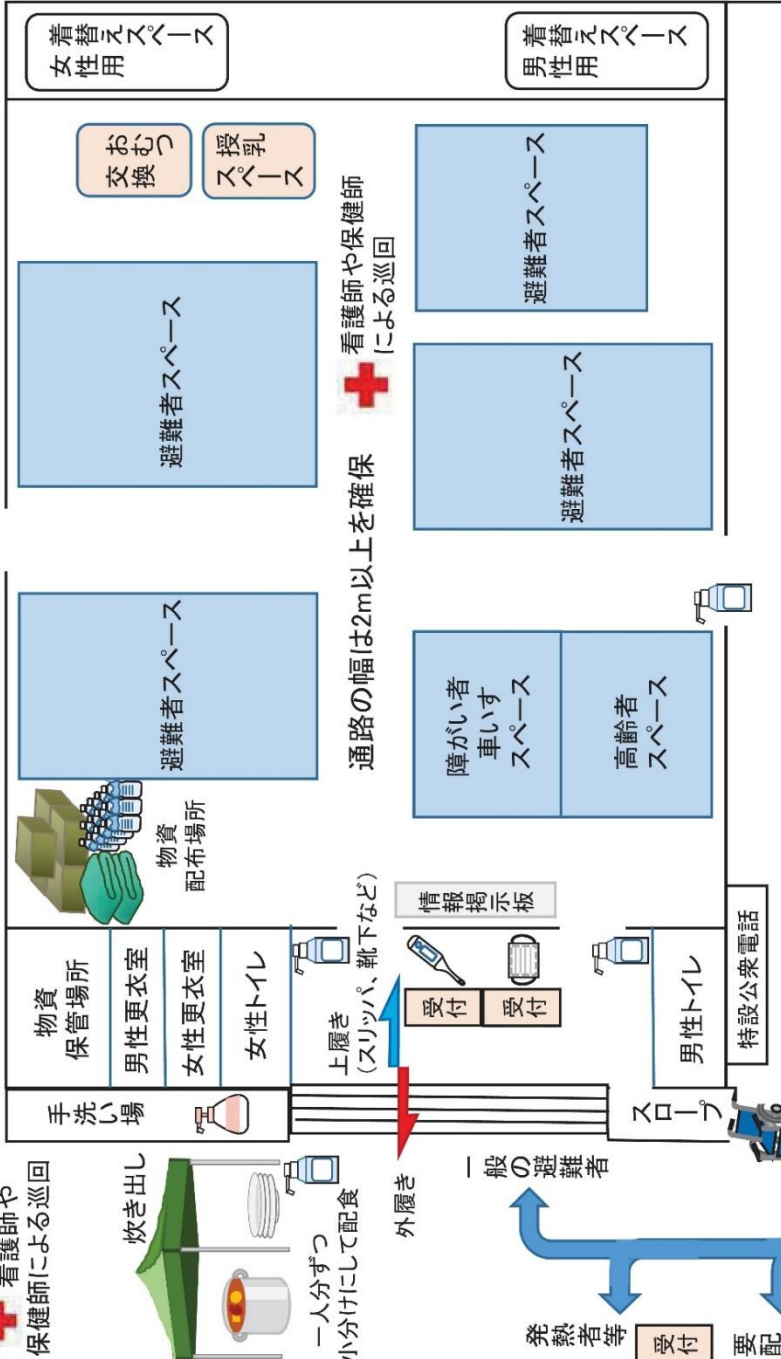 発熱者等
受付
要配
一般の
避難者
看護師や
保健師による巡回
炊き出し
一人分ずつ
小分けにして配食
外履き
スロープ
手洗い場
上履き
(スリッパ、靴下など)
男性トイレ
受付
受付
女性トイレ
女性更衣室
男性更衣室
物資
保管場所
特設公衆電話
情報掲示板
物資
配布場所
高齢者
スペース
障がい者
車いす
スペース
避難者スペース
通路の幅は2m以上を確保
避難者スペース
避難者スペース
看護師や保健師
による巡回
避難者スペース
授乳
スペース
おむつ
交換
着替えスペース
男性用
着替えスペース
女性用